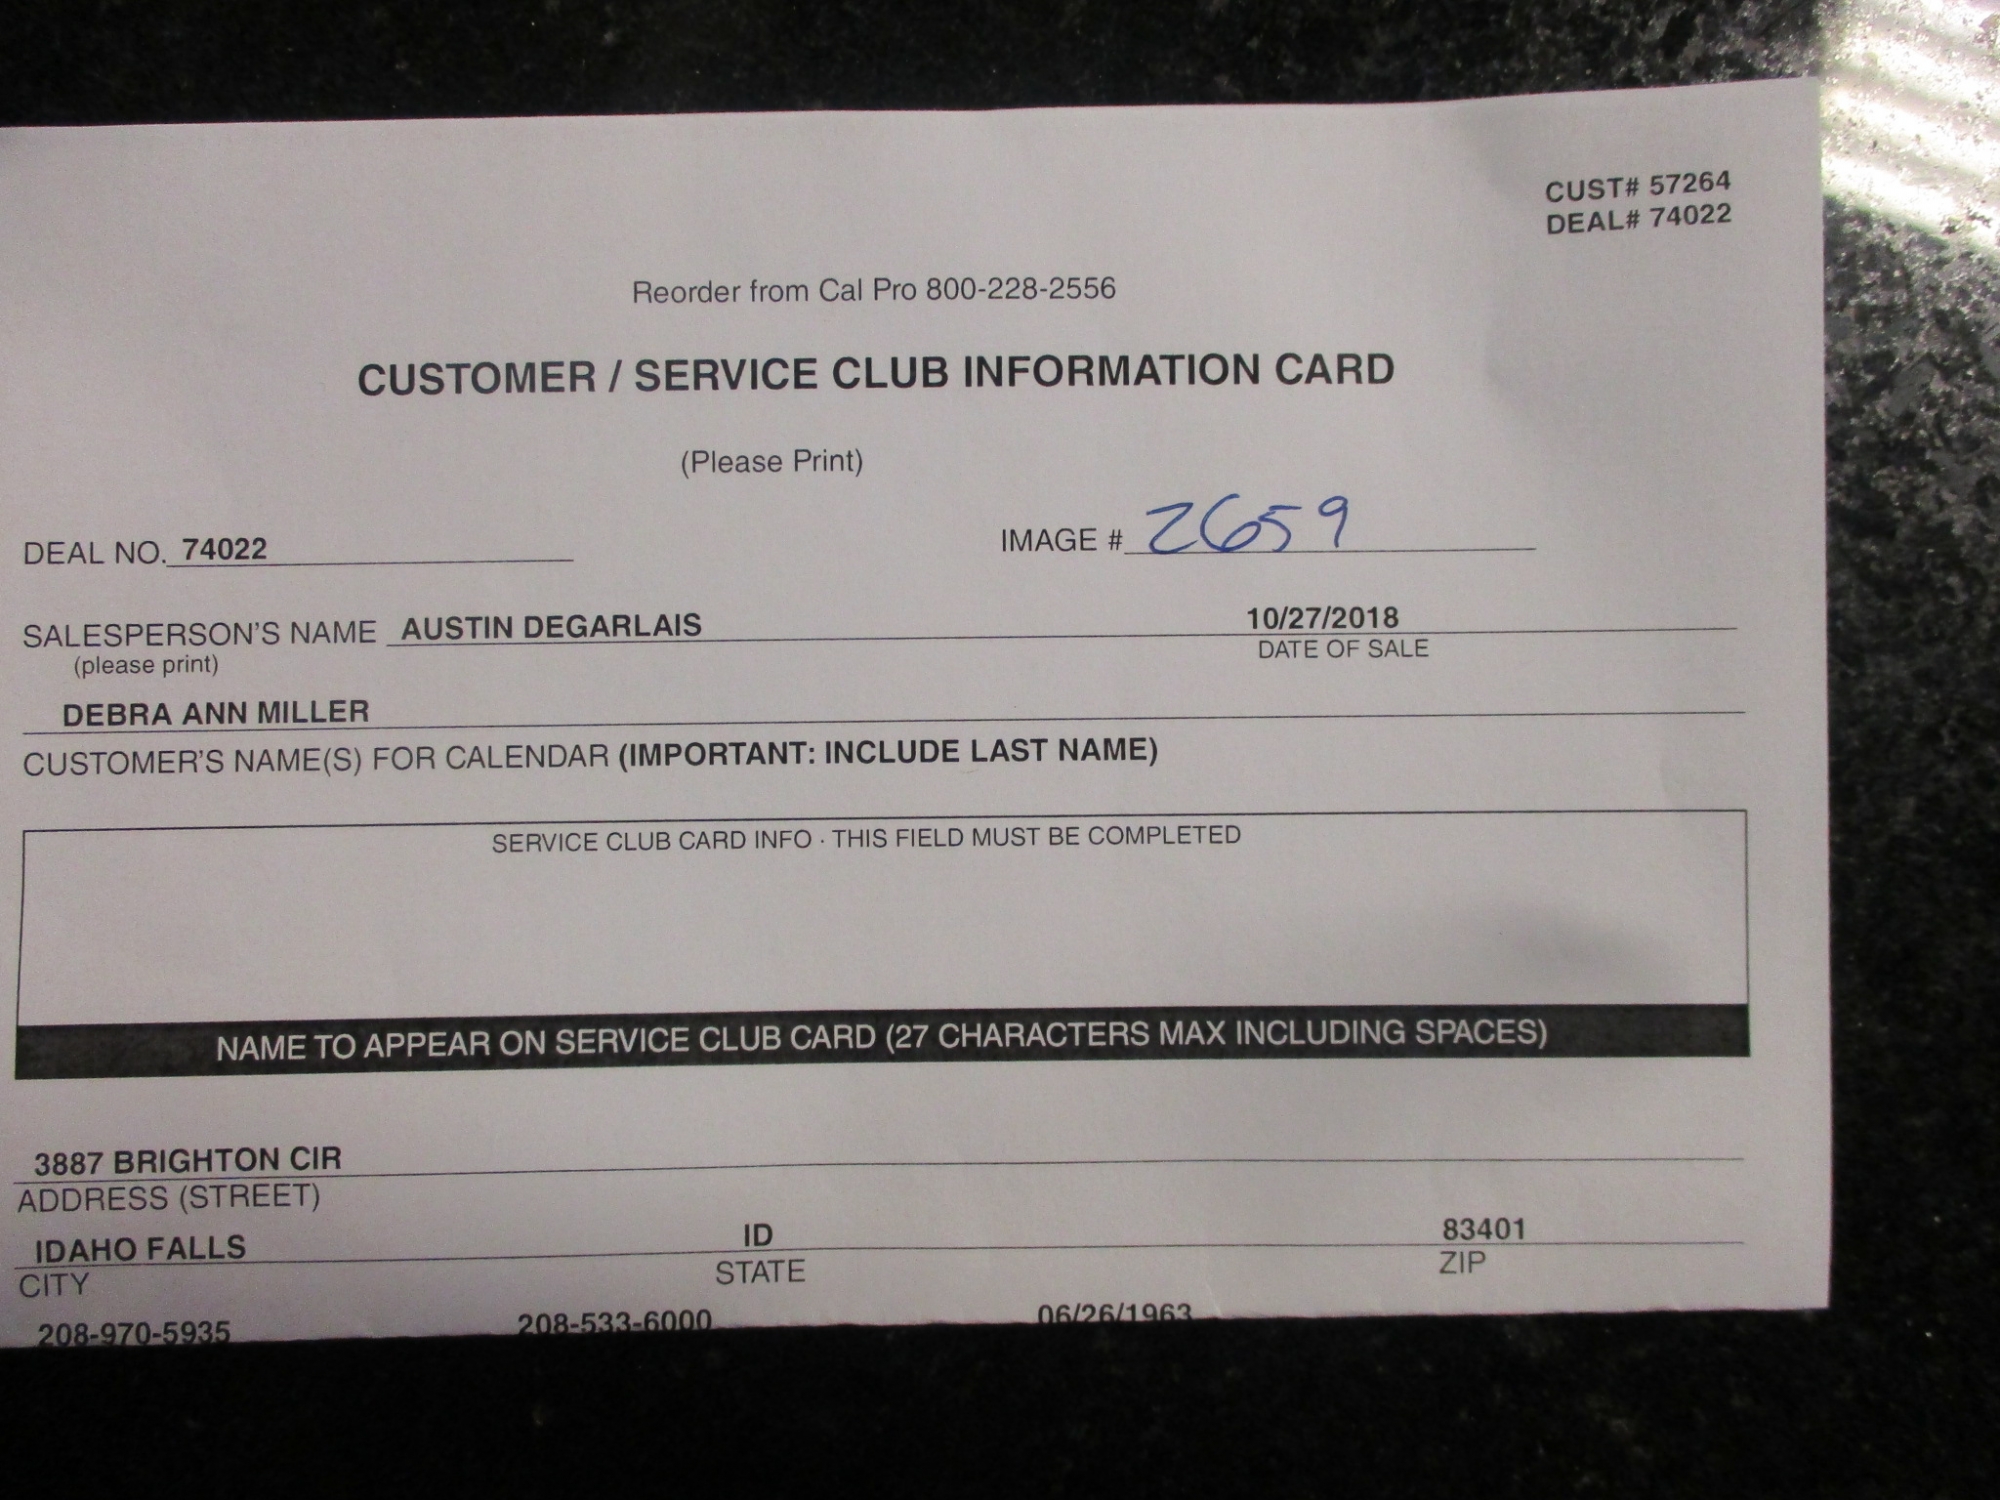 CUST# 57264
DEAL# 74022
Reorder from Cal Pro 800-228-2556
CUSTOMER / SERVICE CLUB INFORMATION CARD
(Please Print)
DEAL NO. 74022 IMAGE # 2659
SALESPERSON'S NAME AUSTIN DEGARLAIS 10/27/2018
(please print) DATE OF SALE
DEBRA ANN MILLER
CUSTOMER'S NAME(S) FOR CALENDAR (IMPORTANT: INCLUDE LAST NAME)
SERVICE CLUB CARD INFO · THIS FIELD MUST BE COMPLETED
NAME TO APPEAR ON SERVICE CLUB CARD (27 CHARACTERS MAX INCLUDING SPACES)
3887 BRIGHTON CIR
ADDRESS (STREET)
IDAHO FALLS ID 83401
CITY STATE ZIP
208-970-5935 208-533-6000 06/26/1963